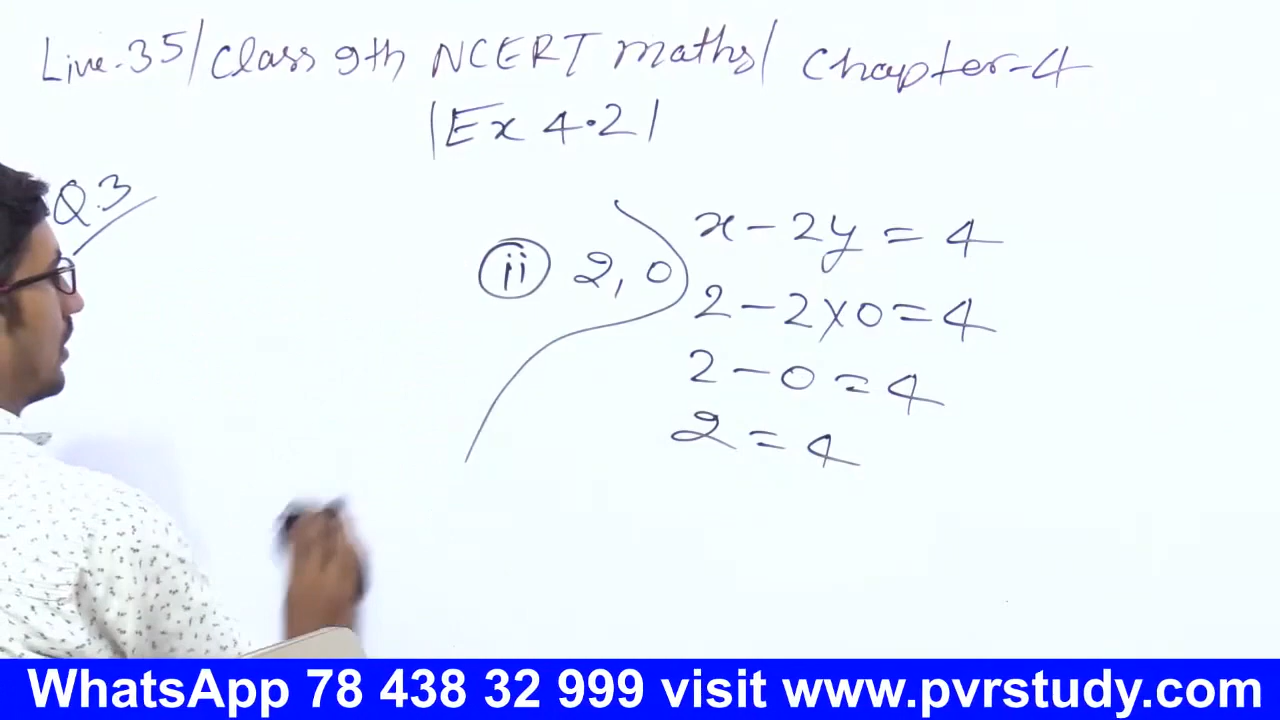 Live-35/Class 9th NCERT maths/ Chapter-4
|Ex 4.2|
Q.3
ii 2, 0
x - 2y = 4
2 - 2×0 = 4
2 - 0 = 4
2 = 4
WhatsApp 78 438 32 999 visit www.pvrstudy.com